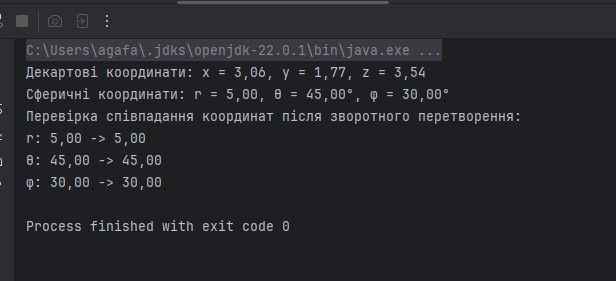 C:\Users\agafa\.jdks\openjdk-22.0.1\bin\java.exe ...
Декартові координати: x = 3,06, y = 1,77, z = 3,54
Сферичні координати: r = 5,00, θ = 45,00°, φ = 30,00°
Перевірка співпадання координат після зворотного перетворення:
r: 5,00 -> 5,00
θ: 45,00 -> 45,00
φ: 30,00 -> 30,00
Process finished with exit code 0